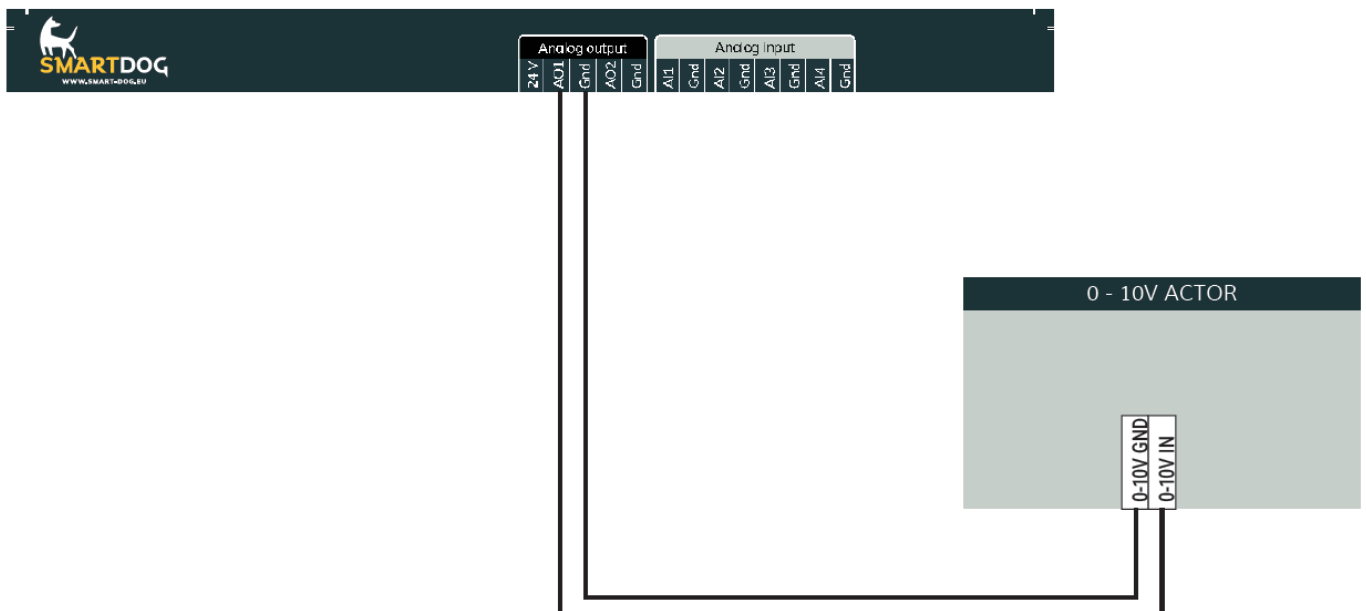 SMARTDOG
WWW.SMART-DOG.EU
Analog output
Analog Input
24 V
AO1
Gnd
AO2
Gnd
AI1
Gnd
AI2
Gnd
AI3
Gnd
AI4
Gnd
0 - 10V ACTOR
0-10V GND
0-10V IN